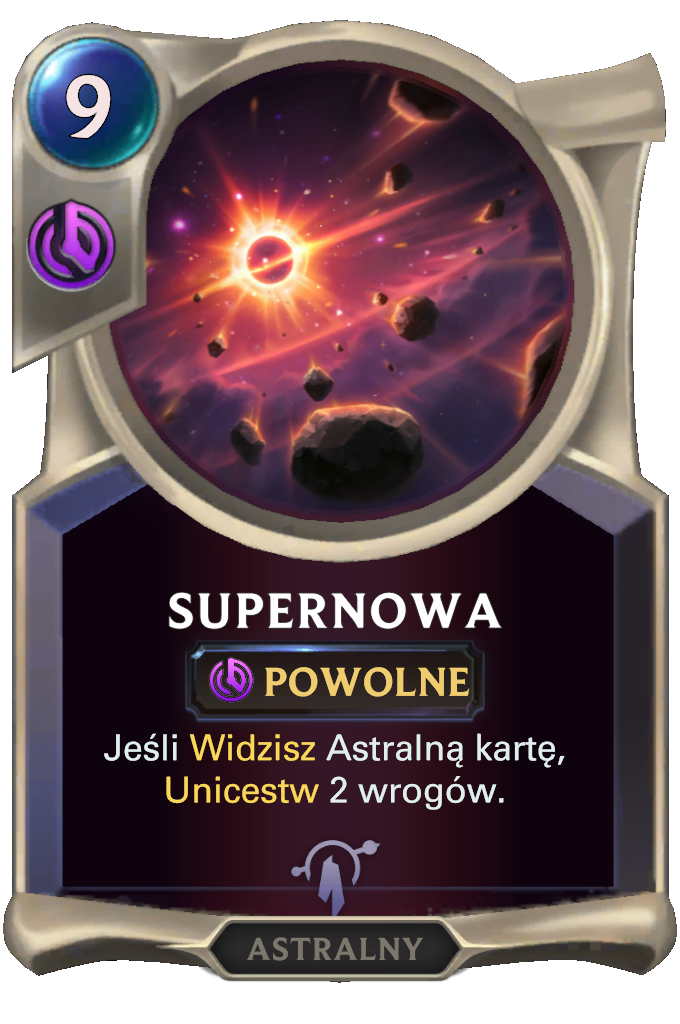 9
SUPERNOWA
POWOLNE
Jeśli Widzisz Astralną kartę,
Unicestw 2 wrogów.
ASTRALNY